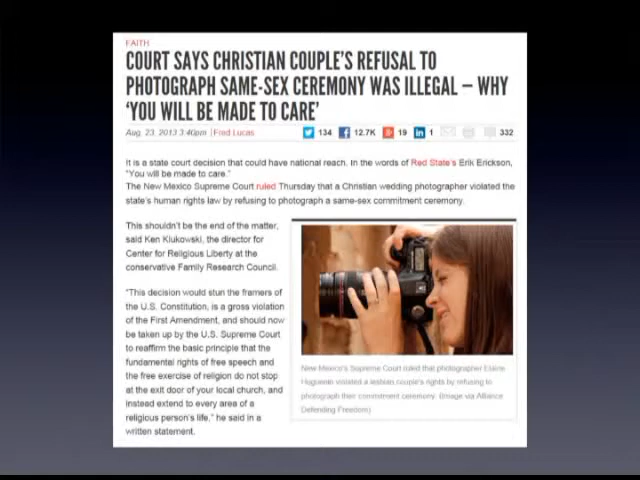 FAITH
COURT SAYS CHRISTIAN COUPLE'S REFUSAL TO
PHOTOGRAPH SAME-SEX CEREMONY WAS ILLEGAL – WHY
'YOU WILL BE MADE TO CARE'
Aug. 23, 2013 3:40pm | Fred Lucas 134 12.7K 19 1 332
It is a state court decision that could have national reach. In the words of Red State's Erik Erickson,
"You will be made to care."
The New Mexico Supreme Court ruled Thursday that a Christian wedding photographer violated the
state's human rights law by refusing to photograph a same-sex commitment ceremony.
This shouldn't be the end of the matter,
said Ken Klukowski, the director for
Center for Religious Liberty at the
conservative Family Research Council.
"This decision would stun the framers of
the U.S. Constitution, is a gross violation
of the First Amendment, and should now
be taken up by the U.S. Supreme Court
to reaffirm the basic principle that the
fundamental rights of free speech and
the free exercise of religion do not stop
at the exit door of your local church, and
instead extend to every area of a
religious person's life," he said in a
written statement.
New Mexico's Supreme Court ruled that photographer Elaine
Huguenin violated a lesbian couple's rights by refusing to
photograph their commitment ceremony. (Image via Alliance
Defending Freedom)